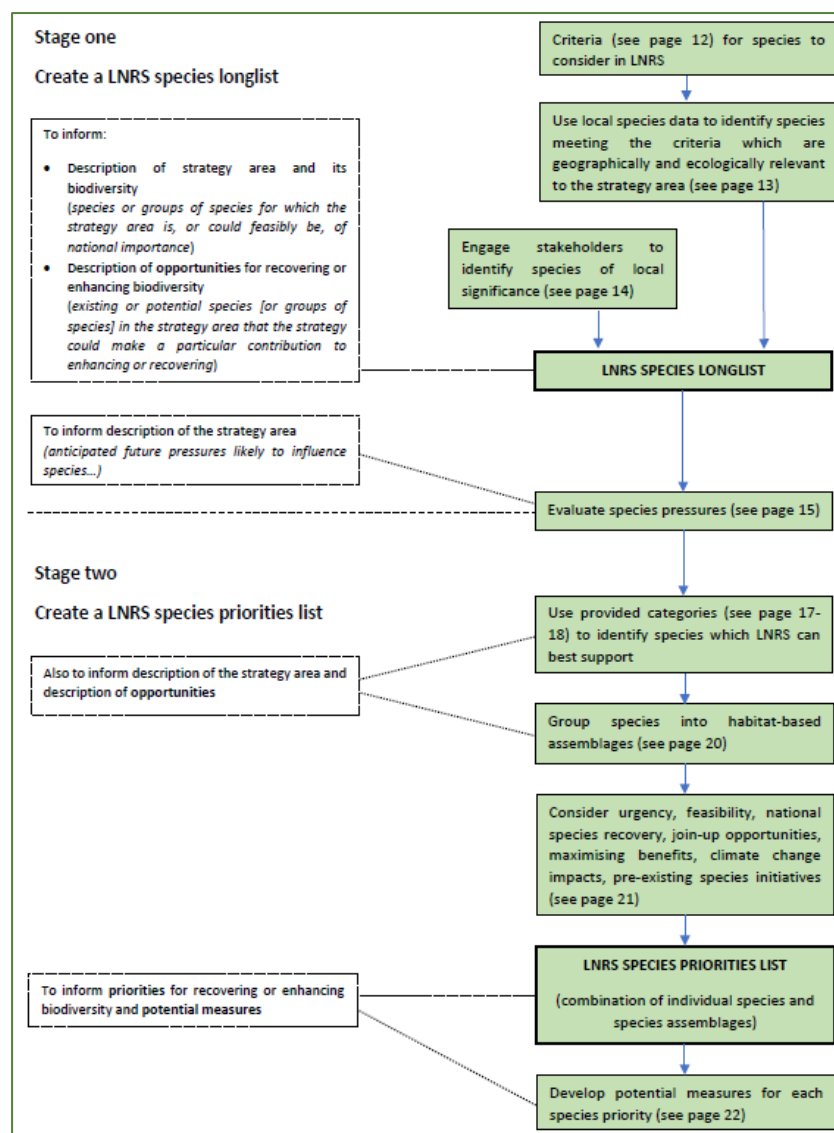 Stage one
Create a LNRS species longlist
Criteria (see page 12) for species to
consider in LNRS
To inform:
• Description of strategy area and its
biodiversity
(species or groups of species for which the
strategy area is, or could feasibly be, of
national importance)
• Description of opportunities for recovering or
enhancing biodiversity
(existing or potential species [or groups of
species] in the strategy area that the strategy
could make a particular contribution to
enhancing or recovering)
Use local species data to identify species
meeting the criteria which are
geographically and ecologically relevant
to the strategy area (see page 13)
Engage stakeholders to
identify species of local
significance (see page 14)
LNRS SPECIES LONGLIST
To inform description of the strategy area
(anticipated future pressures likely to influence
species...)
Evaluate species pressures (see page 15)
Stage two
Create a LNRS species priorities list
Use provided categories (see page 17-
18) to identify species which LNRS can
best support
Also to inform description of the strategy area and
description of opportunities
Group species into habitat-based
assemblages (see page 20)
Consider urgency, feasibility, national
species recovery, join-up opportunities,
maximising benefits, climate change
impacts, pre-existing species initiatives
(see page 21)
LNRS SPECIES PRIORITIES LIST
(combination of individual species and
species assemblages)
To inform priorities for recovering or enhancing
biodiversity and potential measures
Develop potential measures for each
species priority (see page 22)